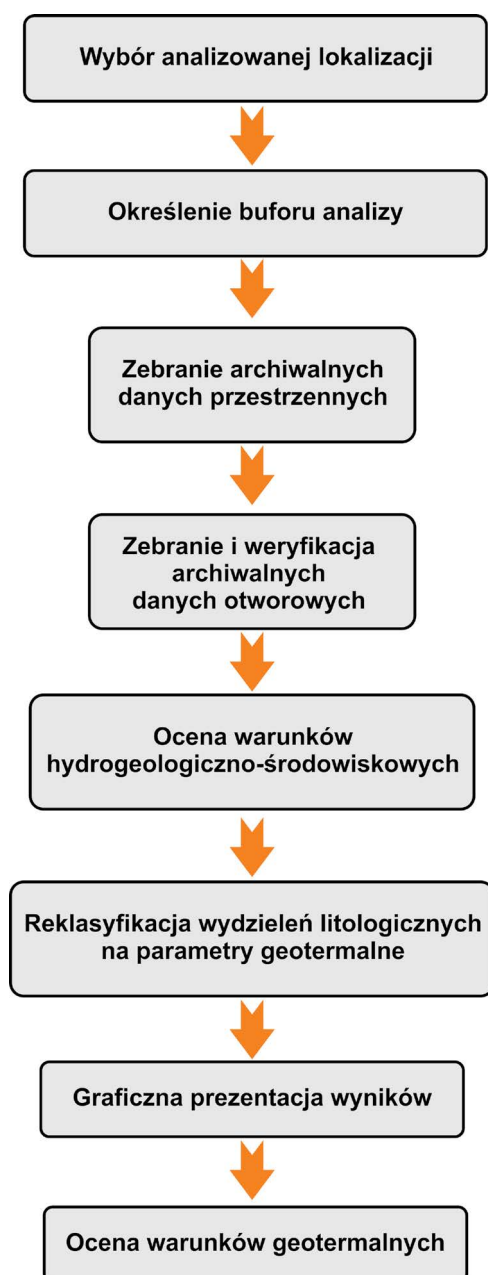 Wybór analizowanej lokalizacji
Określenie buforu analizy
Zebranie archiwalnych
danych przestrzennych
Zebranie i weryfikacja
archiwalnych
danych otworowych
Ocena warunków
hydrogeologiczno-środowiskowych
Reklasyfikacja wydzieleń litologicznych
na parametry geotermalne
Graficzna prezentacja wyników
Ocena warunków geotermalnych